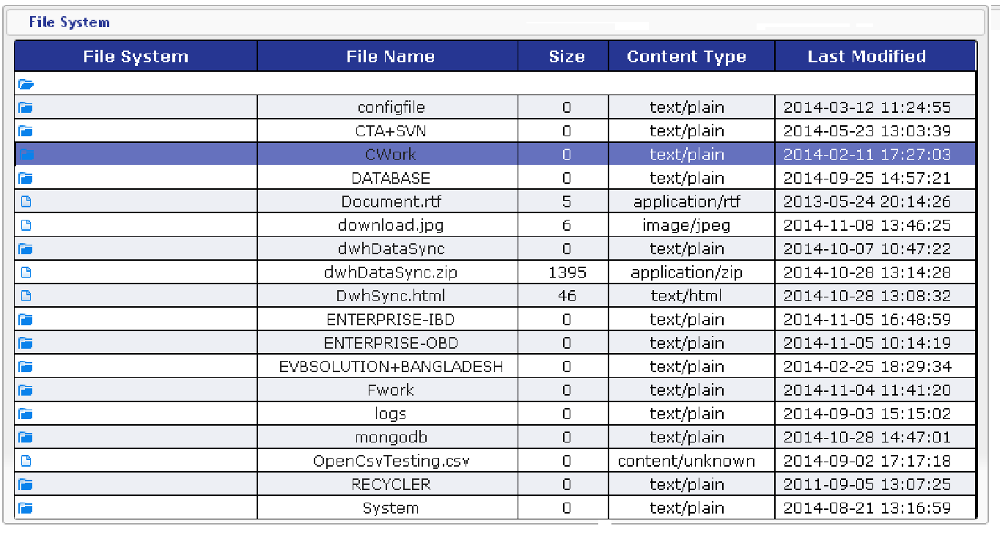 File System
File System File Name Size Content Type Last Modified
configfile 0 text/plain 2014-03-12 11:24:55
CTA+SVN 0 text/plain 2014-05-23 13:03:39
CWork 0 text/plain 2014-02-11 17:27:03
DATABASE 0 text/plain 2014-09-25 14:57:21
Document.rtf 5 application/rtf 2013-05-24 20:14:26
download.jpg 6 image/jpeg 2014-11-08 13:46:25
dwhDataSync 0 text/plain 2014-10-07 10:47:22
dwhDataSync.zip 1395 application/zip 2014-10-28 13:14:28
DwhSync.html 46 text/html 2014-10-28 13:08:32
ENTERPRISE-IBD 0 text/plain 2014-11-05 16:48:59
ENTERPRISE-OBD 0 text/plain 2014-11-05 10:14:19
EVBSOLUTION+BANGLADESH 0 text/plain 2014-02-25 18:29:34
Fwork 0 text/plain 2014-11-04 11:41:20
logs 0 text/plain 2014-09-03 15:15:02
mongodb 0 text/plain 2014-10-28 14:47:01
OpenCsvTesting.csv 0 content/unknown 2014-09-02 17:17:18
RECYCLER 0 text/plain 2011-09-05 13:07:25
System 0 text/plain 2014-08-21 13:16:59